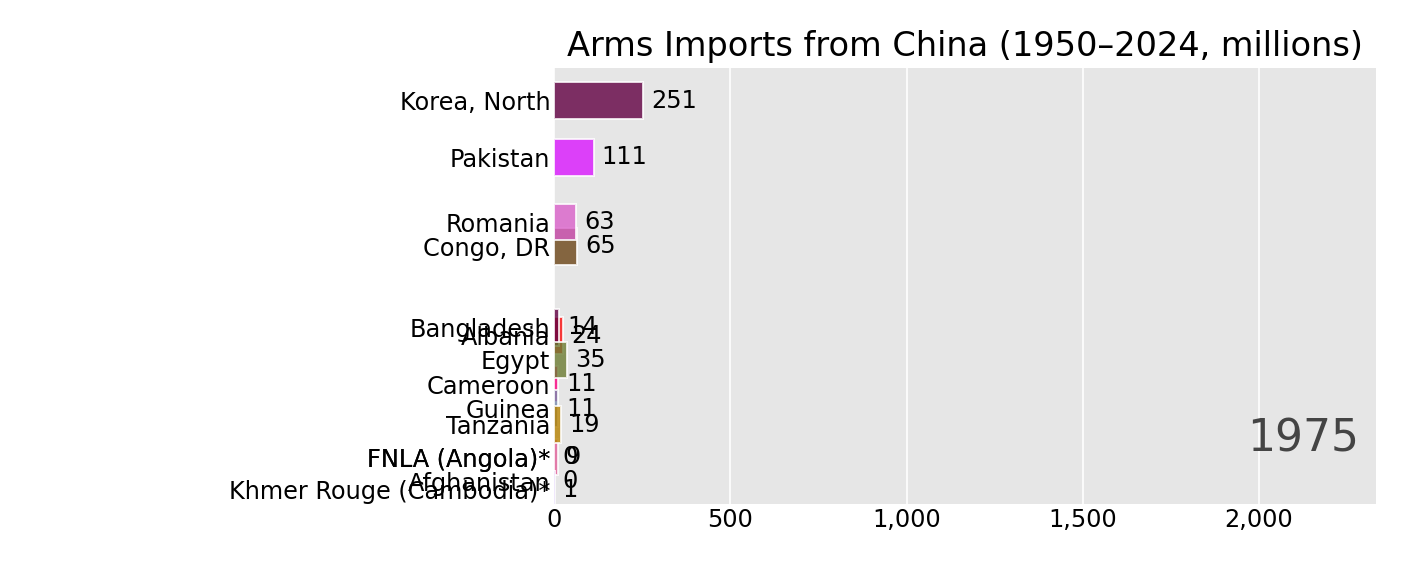 Arms Imports from China (1950–2024, millions)
Korea, North 251
Pakistan 111
Romania 63
Congo, DR 65
Bangladesh 14
Albania 24
Egypt 35
Cameroon 11
Guinea 11
Tanzania 19
1975
FNLA (Angola)* 9
Afghanistan 0
Khmer Rouge (Cambodia)* 1
0 500 1,000 1,500 2,000